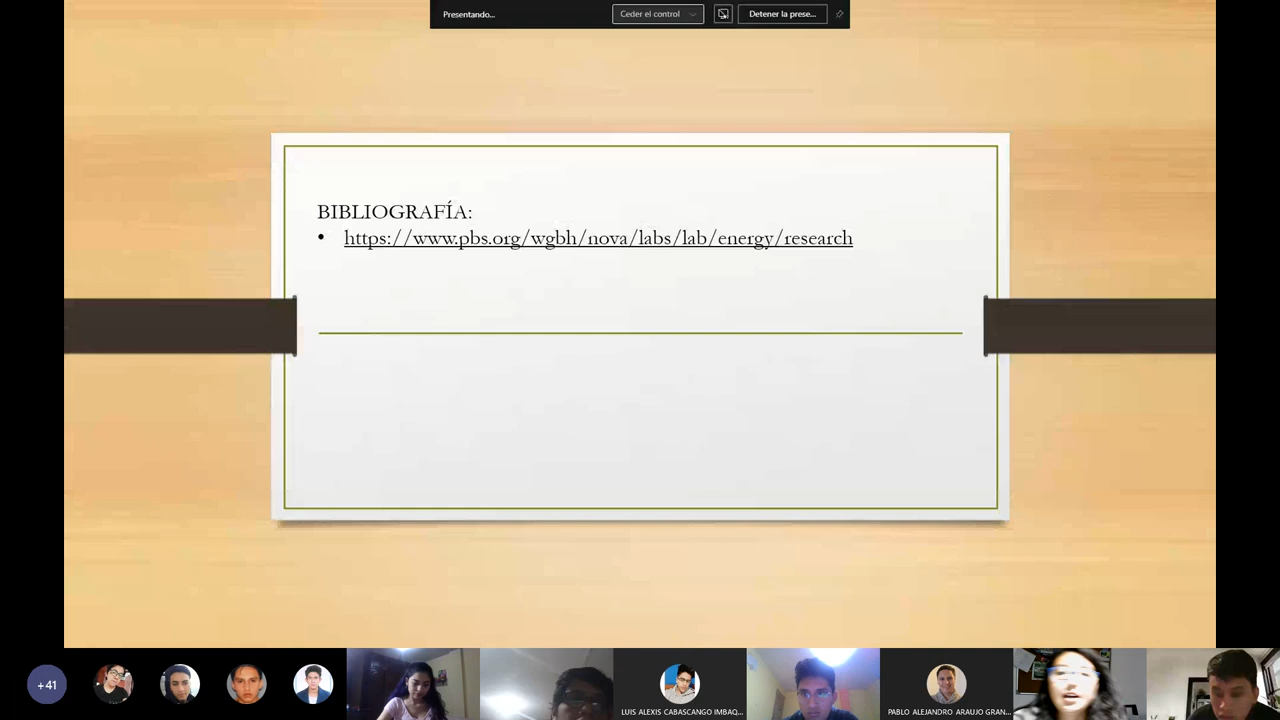 Presentando...
Ceder el control
Detener la prese...
BIBLIOGRAFÍA:
• https://www.pbs.org/wgbh/nova/labs/lab/energy/research
+41
LUIS ALEXIS CABASCANGO IMBAQ...
PABLO ALEJANDRO ARAUJO GRAN...